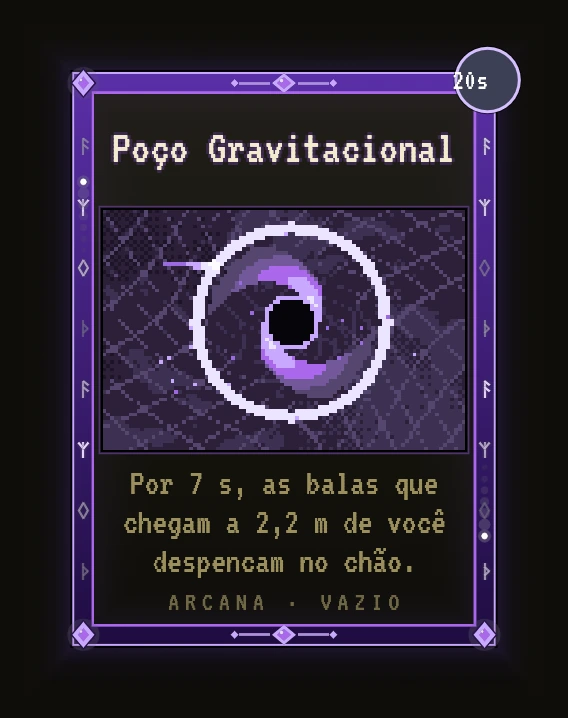 20s
Poço Gravitacional
Por 7 s, as balas que
chegam a 2,2 m de você
despencam no chão.
ARCANA · VAZIO